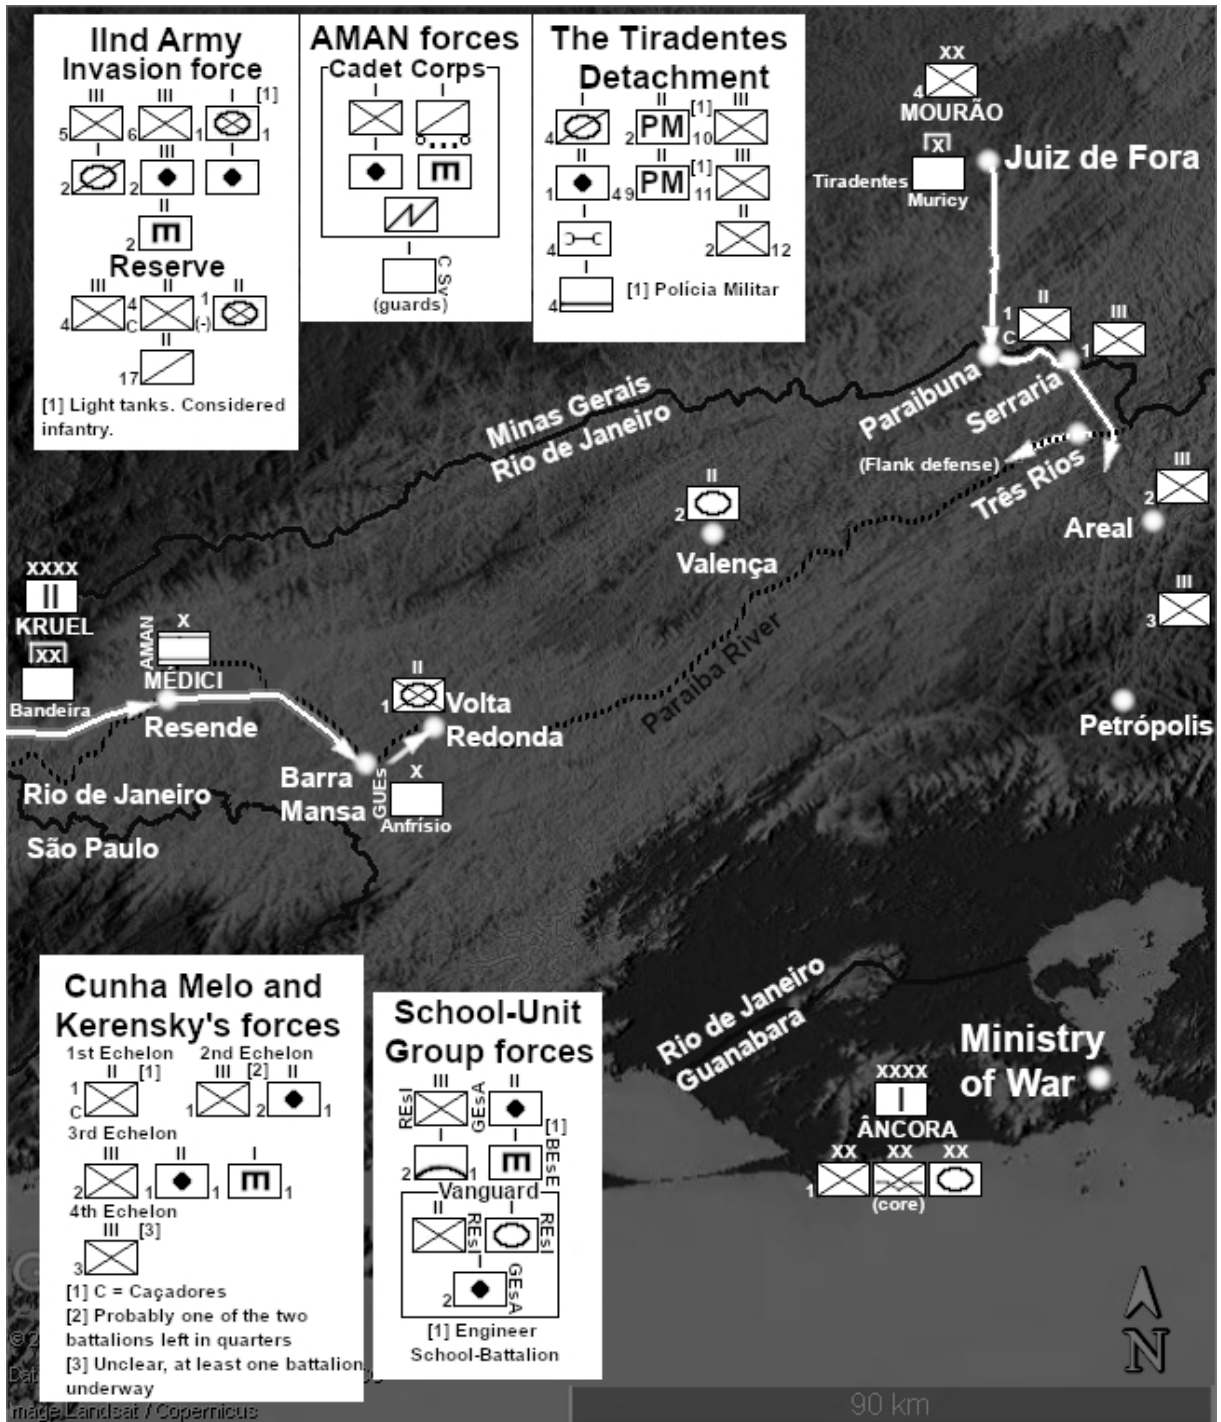 IInd Army
Invasion force
III III I [1]
5 6 1 1
I III I
2 2
II
2
Reserve
III II II
4 4 C 1 (-)
II
17
[1] Light tanks. Considered
infantry.
AMAN forces
Cadet Corps
I I
I
I
C Sv
(guards)
The Tiradentes
Detachment
I II [1] III
4 2 PM 10
II II [1] III
1 4 9 PM 11
I II
4 2 12
I
4
[1] Polícia Militar
XX
4
MOURÃO
X
Tiradentes
Muricy
Juiz de Fora
II
1
C
III
1
Paraibuna
Serraria
Minas Gerais
Rio de Janeiro
(Flank defense)
Três Rios
III
2
Areal
II
2
Valença
III
3
XXXX
II
KRUEL
XX
Bandeira
X
AMAN
MÉDICI
Resende
II
1
Volta
Redonda
Paraiba River
Petrópolis
Barra
Mansa
GUEs
X
Anfrísio
Rio de Janeiro
São Paulo
Cunha Melo and
Kerensky's forces
1st Echelon 2nd Echelon
II [1] III [2] II
1 C 1 2 1
3rd Echelon
III II I
2 1 1 1
4th Echelon
III [3]
3
[1] C = Caçadores
[2] Probably one of the two
battalions left in quarters
[3] Unclear, at least one battalion
underway
School-Unit
Group forces
REsI III GEsA II
I I [1]
2 1 BEsE
Vanguard
II REsI I REsI
I
2 GEsA
[1] Engineer
School-Battalion
Rio de Janeiro
Guanabara
Ministry
of War
XXXX
I
ÂNCORA
XX XX XX
1
(core)
N
90 km
Image Landsat / Copernicus